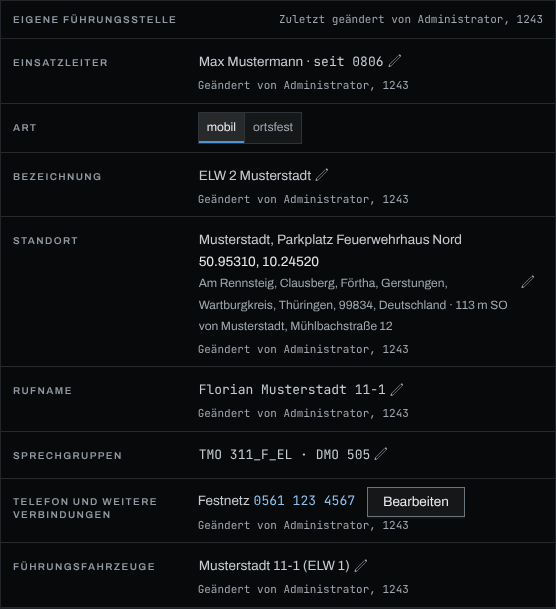 EIGENE FÜHRUNGSSTELLE
Zuletzt geändert von Administrator, 1243
EINSATZLEITER
Max Mustermann · seit 0806
Geändert von Administrator, 1243
ART
mobil
ortsfest
BEZEICHNUNG
ELW 2 Musterstadt
Geändert von Administrator, 1243
STANDORT
Musterstadt, Parkplatz Feuerwehrhaus Nord
50.95310, 10.24520
Am Rennsteig, Clausberg, Förtha, Gerstungen,
Wartburgkreis, Thüringen, 99834, Deutschland · 113 m SO
von Musterstadt, Mühlbachstraße 12
Geändert von Administrator, 1243
RUFNAME
Florian Musterstadt 11-1
Geändert von Administrator, 1243
SPRECHGRUPPEN
TMO 311_F_EL · DMO 505
TELEFON UND WEITERE
VERBINDUNGEN
Festnetz 0561 123 4567
Bearbeiten
Geändert von Administrator, 1243
FÜHRUNGSFAHRZEUGE
Musterstadt 11-1 (ELW 1)
Geändert von Administrator, 1243